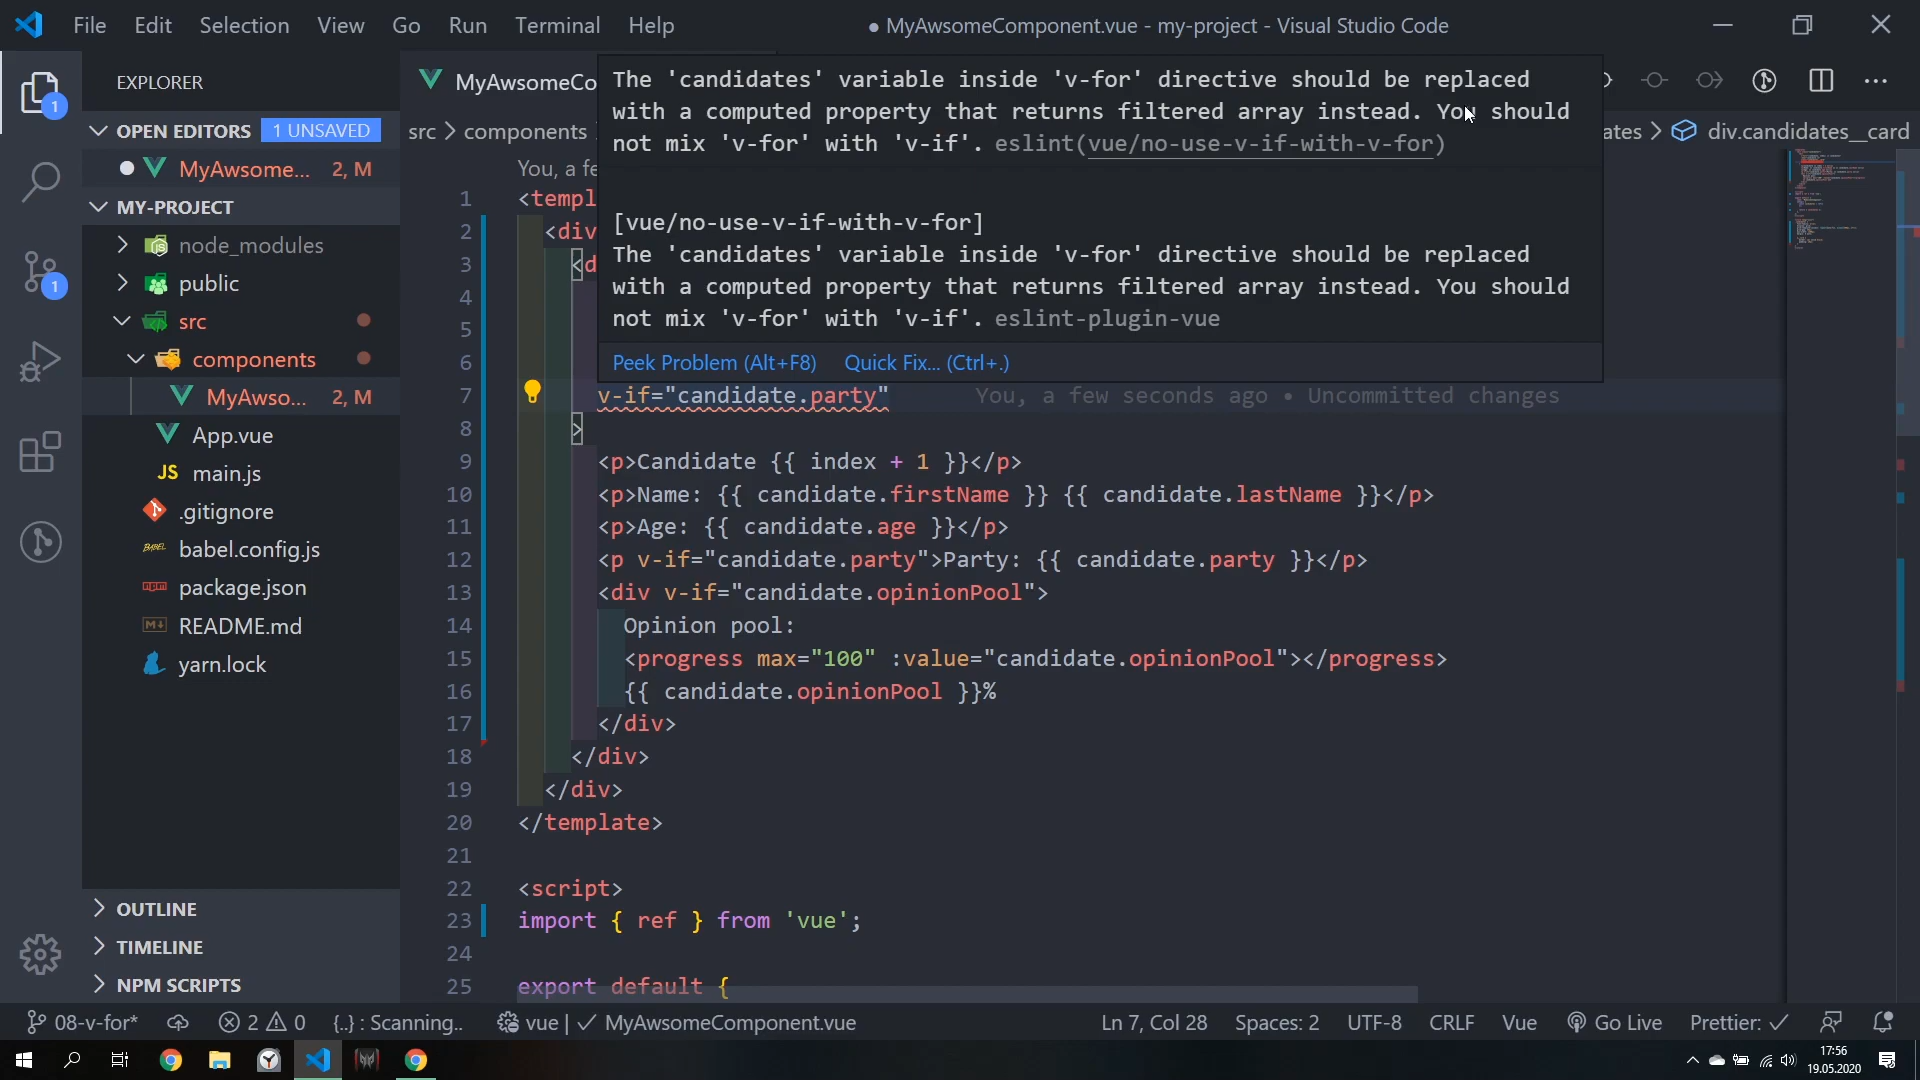 File Edit Selection View Go Run Terminal Help
● MyAwsomeComponent.vue - my-project - Visual Studio Code
EXPLORER
OPEN EDITORS 1 UNSAVED
MyAwsome... 2, M
MY-PROJECT
node_modules
public
src
components
MyAwso... 2, M
App.vue
JS main.js
.gitignore
BABEL babel.config.js
package.json
README.md
yarn.lock
OUTLINE
TIMELINE
NPM SCRIPTS
1
1
MyAwsomeCo
src > components
ates > div.candidates__card
The 'candidates' variable inside 'v-for' directive should be replaced
with a computed property that returns filtered array instead. You should
not mix 'v-for' with 'v-if'. eslint(vue/no-use-v-if-with-v-for)
[vue/no-use-v-if-with-v-for]
The 'candidates' variable inside 'v-for' directive should be replaced
with a computed property that returns filtered array instead. You should
not mix 'v-for' with 'v-if'. eslint-plugin-vue
Peek Problem (Alt+F8) Quick Fix... (Ctrl+.)
You, a fe
1 <templ
2 <div
3 <d
4
5
6
7 v-if="candidate.party" You, a few seconds ago • Uncommitted changes
8 >
9 <p>Candidate {{ index + 1 }}</p>
10 <p>Name: {{ candidate.firstName }} {{ candidate.lastName }}</p>
11 <p>Age: {{ candidate.age }}</p>
12 <p v-if="candidate.party">Party: {{ candidate.party }}</p>
13 <div v-if="candidate.opinionPool">
14 Opinion pool:
15 <progress max="100" :value="candidate.opinionPool"></progress>
16 {{ candidate.opinionPool }}%
17 </div>
18 </div>
19 </div>
20 </template>
21
22 <script>
23 import { ref } from 'vue';
24
25 export default {
08-v-for* 2 0 {..} : Scanning.. vue | ✓ MyAwsomeComponent.vue
Ln 7, Col 28 Spaces: 2 UTF-8 CRLF Vue Go Live Prettier: ✓
17:56
19.05.2020